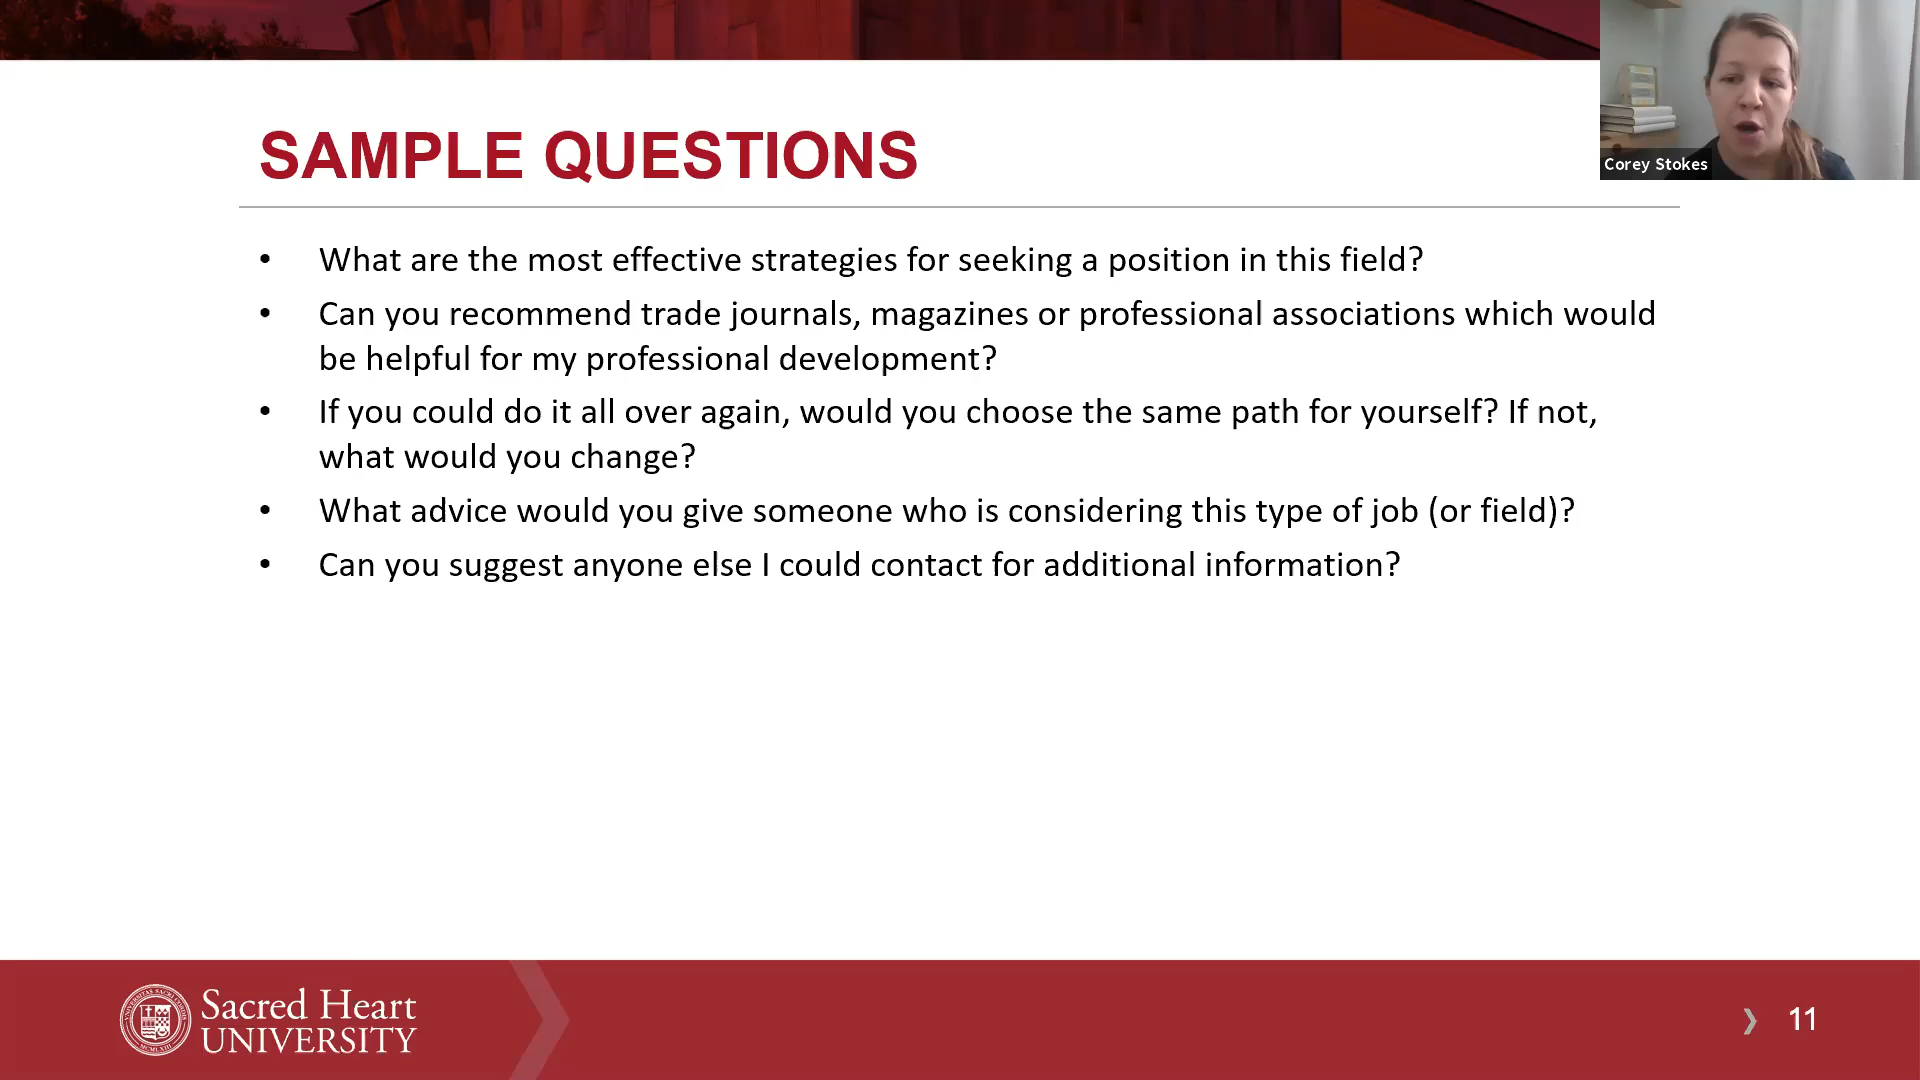 SAMPLE QUESTIONS
Corey Stokes
• What are the most effective strategies for seeking a position in this field?
• Can you recommend trade journals, magazines or professional associations which would
be helpful for my professional development?
• If you could do it all over again, would you choose the same path for yourself? If not,
what would you change?
• What advice would you give someone who is considering this type of job (or field)?
• Can you suggest anyone else I could contact for additional information?
Sacred Heart
UNIVERSITY
11